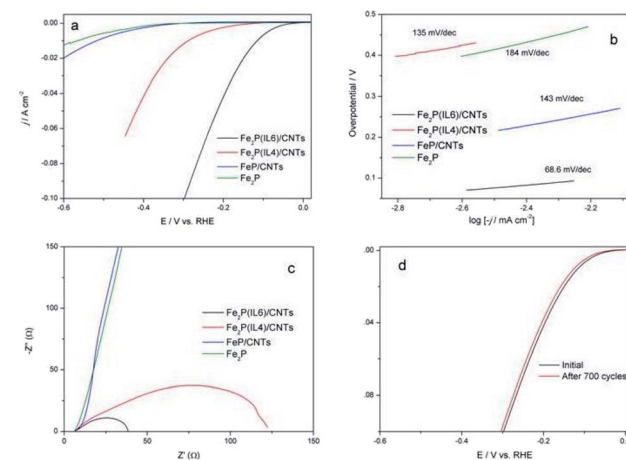 a
0.00
-0.02
-0.04
-0.06
-0.08
-0.10
j / A cm⁻²
Fe₂P(IL6)/CNTs
Fe₂P(IL4)/CNTs
FeP/CNTs
Fe₂P
-0.6 -0.4 -0.2 0.0
E / V vs. RHE
b
0.5
0.4
0.3
0.2
0.1
Overpotential / V
135 mV/dec
184 mV/dec
143 mV/dec
68.6 mV/dec
Fe₂P(IL6)/CNTs
Fe₂P(IL4)/CNTs
FeP/CNTs
Fe₂P
-2.8 -2.6 -2.4 -2.2 -2.0
log [-j / mA cm⁻²]
c
-150
-100
-50
0
-Z" (Ω)
Fe₂P(IL6)/CNTs
Fe₂P(IL4)/CNTs
FeP/CNTs
Fe₂P
0 50 100 150
Z' (Ω)
d
.00
.04
.08
Initial
After 700 cycles
-0.6 -0.4 -0.2 0.0
E / V vs. RHE